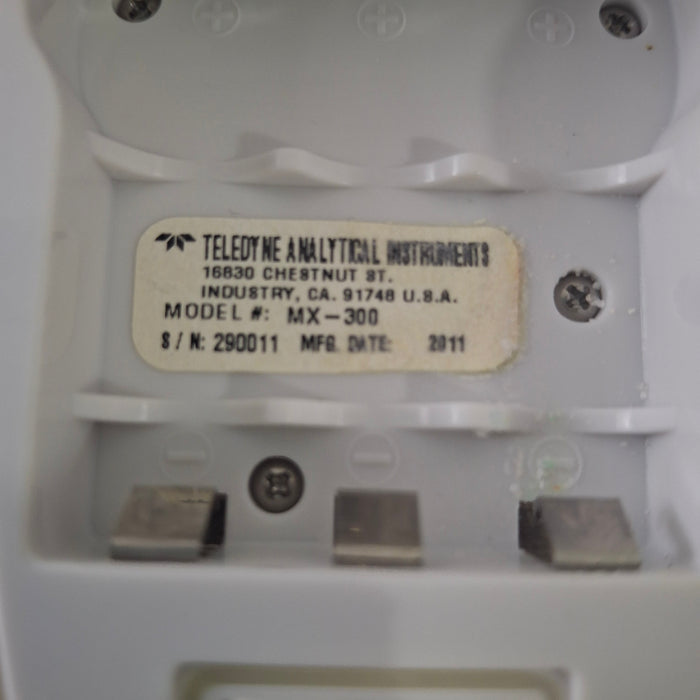 + + +
TELEDYNE ANALYTICAL INSTRUMENTS
16830 CHESTNUT ST.
INDUSTRY, CA. 91748 U.S.A.
MODEL #: MX-300
S/N: 290011 MFG. DATE: 2011
− − −